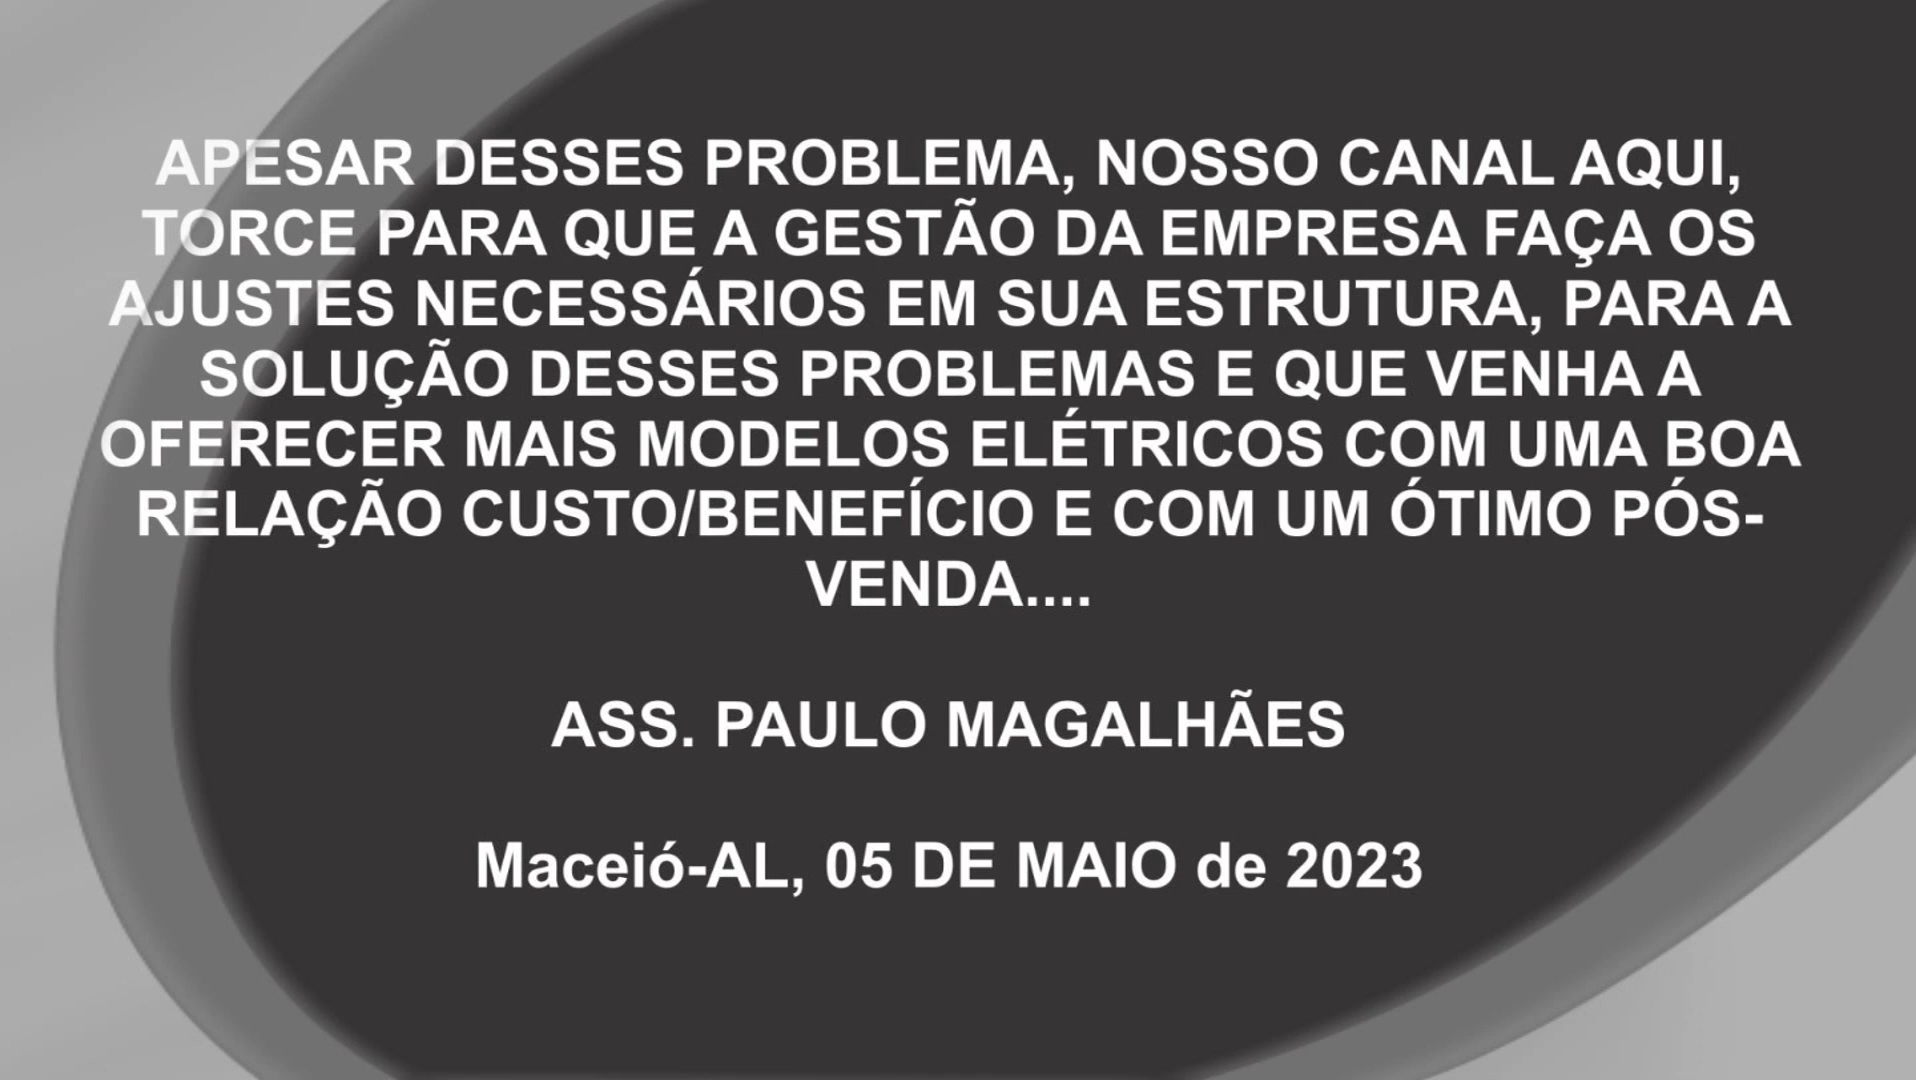 APESAR DESSES PROBLEMA, NOSSO CANAL AQUI,
TORCE PARA QUE A GESTÃO DA EMPRESA FAÇA OS
AJUSTES NECESSÁRIOS EM SUA ESTRUTURA, PARA A
SOLUÇÃO DESSES PROBLEMAS E QUE VENHA A
OFERECER MAIS MODELOS ELÉTRICOS COM UMA BOA
RELAÇÃO CUSTO/BENEFÍCIO E COM UM ÓTIMO PÓS-
VENDA....
ASS. PAULO MAGALHÃES
Maceió-AL, 05 DE MAIO de 2023